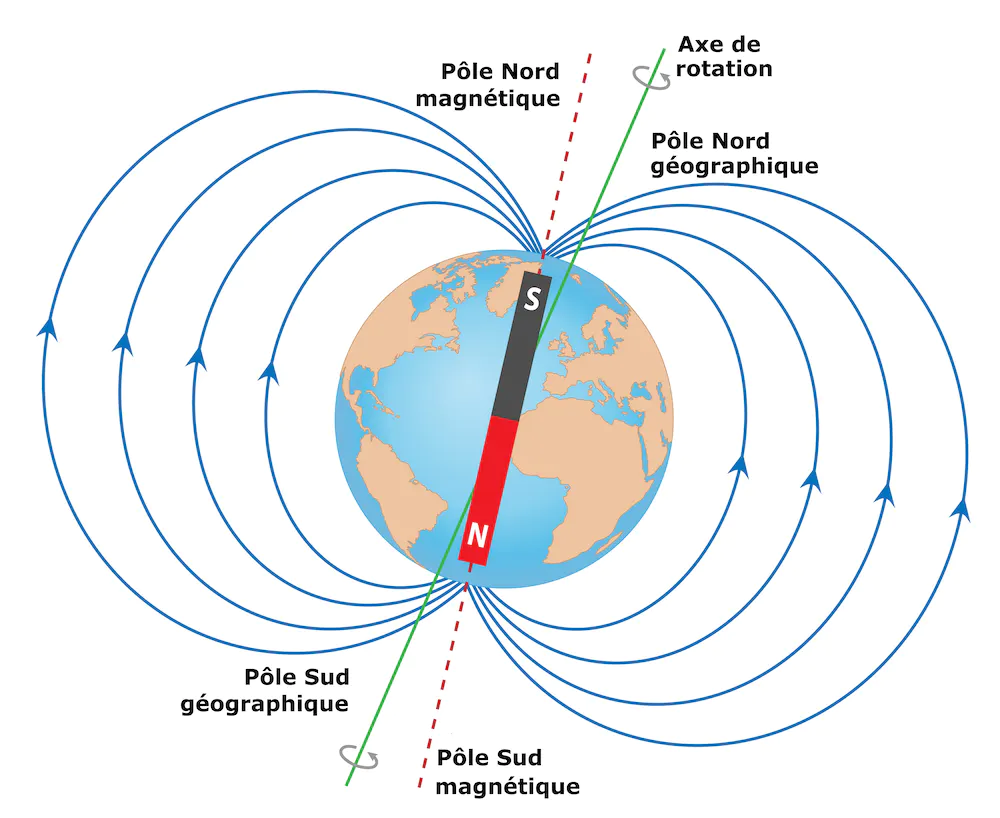 Axe de
rotation
Pôle Nord
magnétique
Pôle Nord
géographique
S
N
Pôle Sud
géographique
Pôle Sud
magnétique